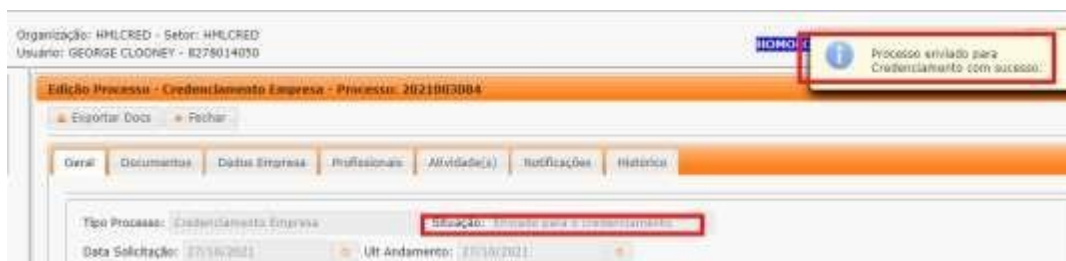 Organização: HMLCRED - Setor: HMLCRED
Usuário: GEORGE CLOONEY - 8278014050
Processo enviado para
Credenciamento com sucesso.
Edição Processo - Credenciamento Empresa - Processo: 2021003084
Exportar Docs Fechar
Geral Documentos Dados Empresa Profissionais Atividade(s) Notificações Histórico
Tipo Processo: Credenciamento Empresa Situação: Enviado para o credenciamento
Data Solicitação: 27/10/2021 Ult Andamento: 27/10/2021